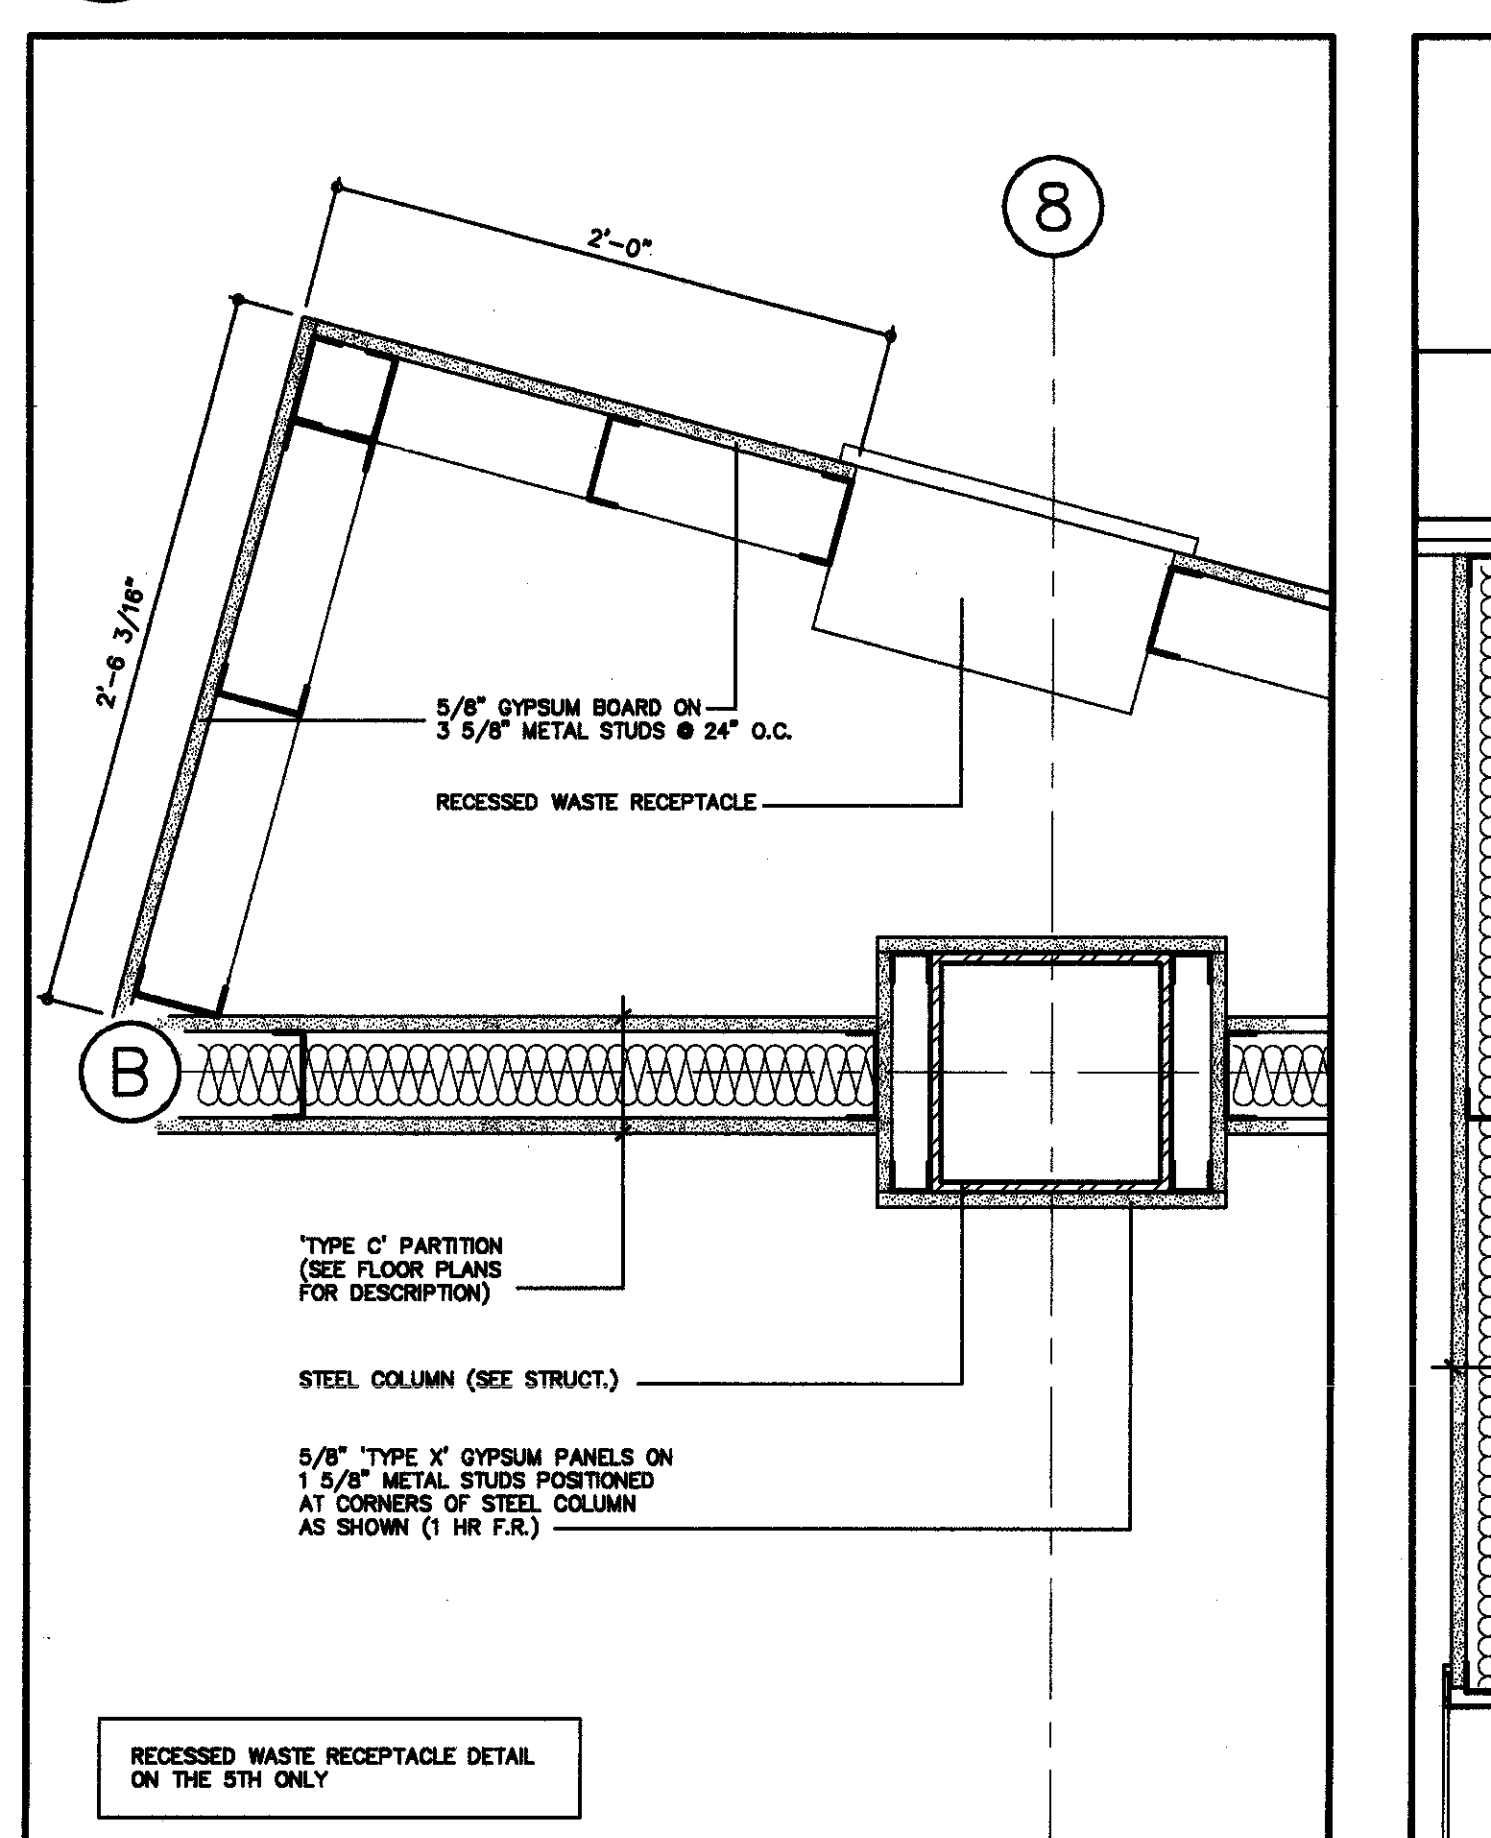 8
2'-0"
2'-6 3/16"
5/8" GYPSUM BOARD ON
3 5/8" METAL STUDS @ 24" O.C.
RECESSED WASTE RECEPTACLE
B
'TYPE C' PARTITION
(SEE FLOOR PLANS
FOR DESCRIPTION)
STEEL COLUMN (SEE STRUCT.)
5/8" 'TYPE X' GYPSUM PANELS ON
1 5/8" METAL STUDS POSITIONED
AT CORNERS OF STEEL COLUMN
AS SHOWN (1 HR F.R.)
RECESSED WASTE RECEPTACLE DETAIL
ON THE 5TH ONLY